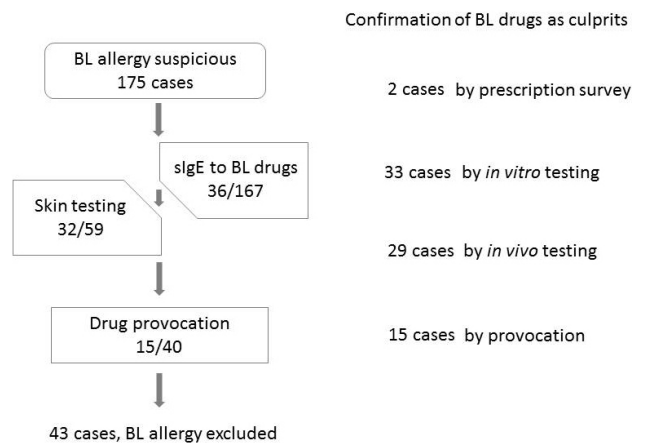 Confirmation of BL drugs as culprits
BL allergy suspicious
175 cases
2 cases by prescription survey
sIgE to BL drugs
36/167
33 cases by in vitro testing
Skin testing
32/59
29 cases by in vivo testing
Drug provocation
15/40
15 cases by provocation
43 cases, BL allergy excluded